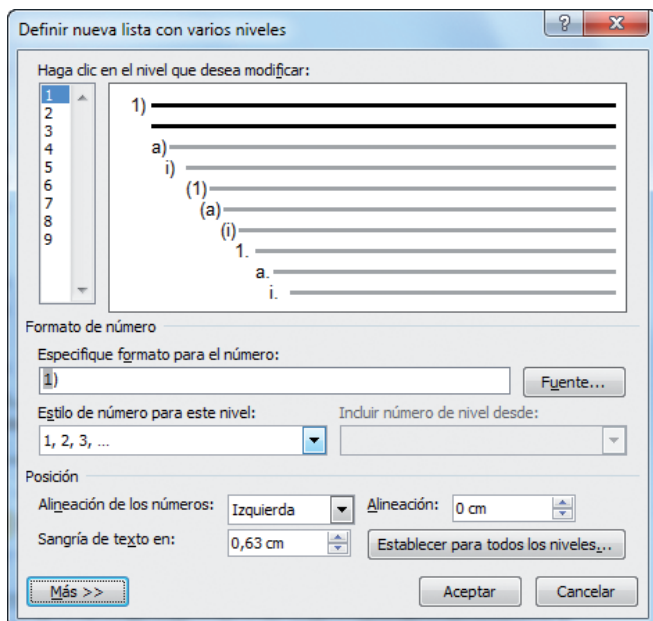 Definir nueva lista con varios niveles
Haga clic en el nivel que desea modificar:
1
2
3
4
5
6
7
8
9
1)
a)
i)
(1)
(a)
(i)
1.
a.
i.
Formato de número
Especifique formato para el número:
1)
Fuente...
Estilo de número para este nivel:
Incluir número de nivel desde:
1, 2, 3, ...
Posición
Alineación de los números:
Izquierda
Alineación:
0 cm
Sangría de texto en:
0,63 cm
Establecer para todos los niveles...
Más >>
Aceptar
Cancelar